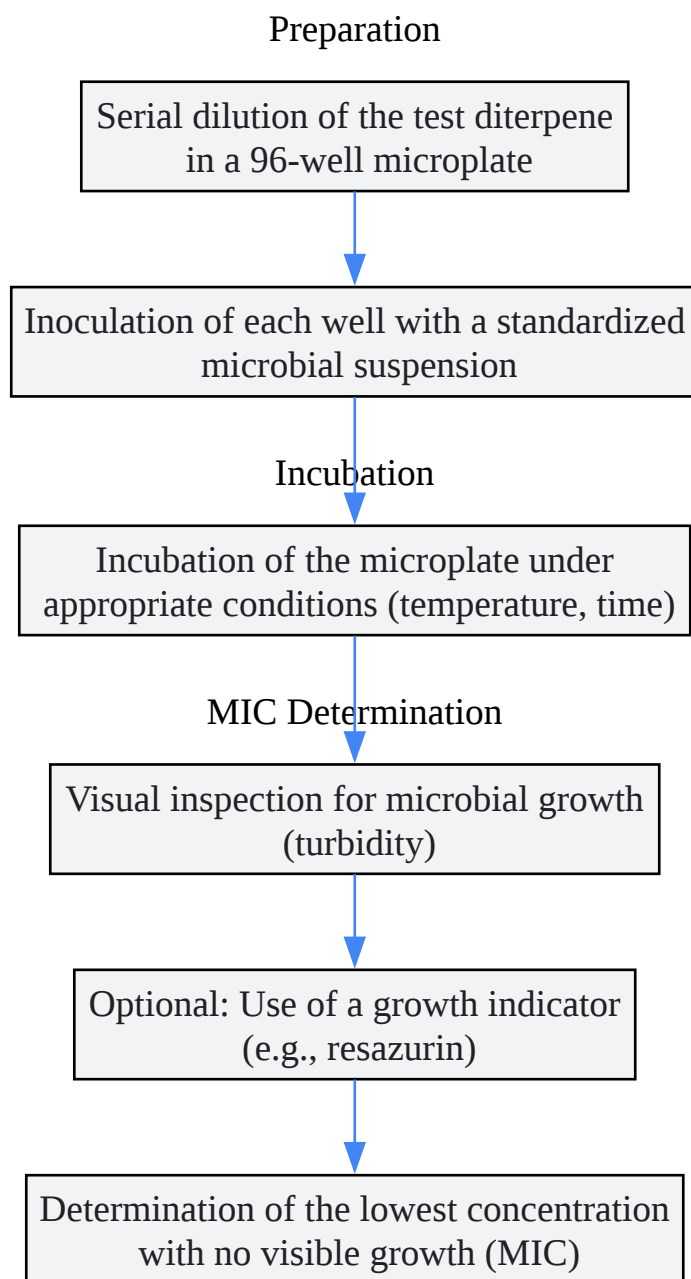 Preparation
Serial dilution of the test diterpene
in a 96-well microplate
Inoculation of each well with a standardized
microbial suspension
Incubation
Incubation of the microplate under
appropriate conditions (temperature, time)
MIC Determination
Visual inspection for microbial growth
(turbidity)
Optional: Use of a growth indicator
(e.g., resazurin)
Determination of the lowest concentration
with no visible growth (MIC)